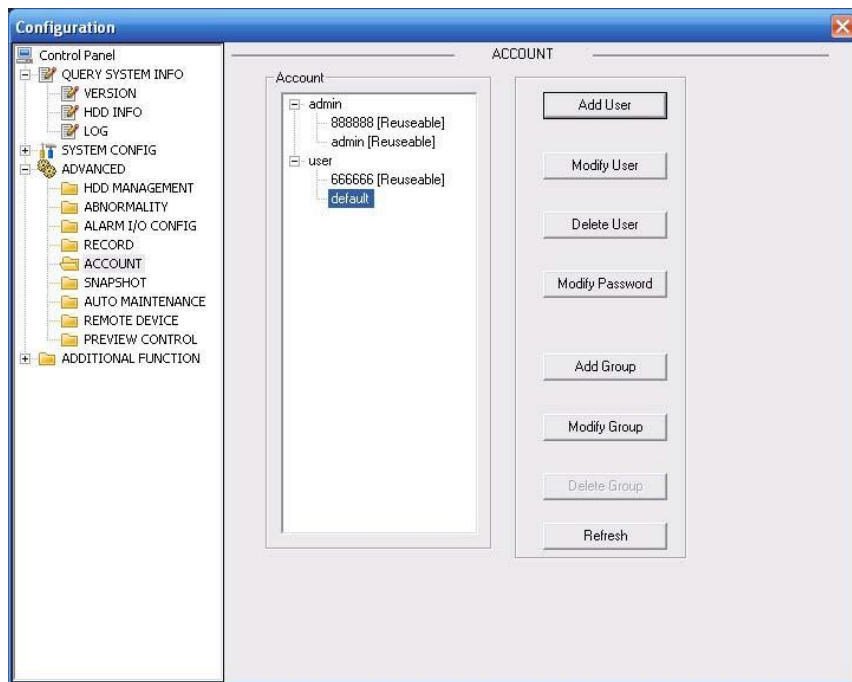 Configuration
Control Panel
QUERY SYSTEM INFO
VERSION
HDD INFO
LOG
SYSTEM CONFIG
ADVANCED
HDD MANAGEMENT
ABNORMALITY
ALARM I/O CONFIG
RECORD
ACCOUNT
SNAPSHOT
AUTO MAINTENANCE
REMOTE DEVICE
PREVIEW CONTROL
ADDITIONAL FUNCTION
ACCOUNT
Account
admin
888888 [Reuseable]
admin [Reuseable]
user
666666 [Reuseable]
default
Add User
Modify User
Delete User
Modify Password
Add Group
Modify Group
Delete Group
Refresh